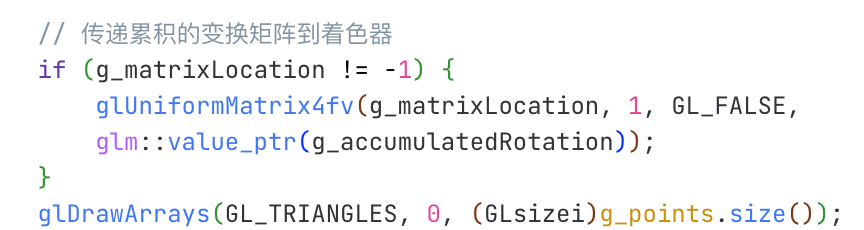 // 传递累积的变换矩阵到着色器
if (g_matrixLocation != -1) {
    glUniformMatrix4fv(g_matrixLocation, 1, GL_FALSE,
    glm::value_ptr(g_accumulatedRotation));
}
glDrawArrays(GL_TRIANGLES, 0, (GLsizei)g_points.size());